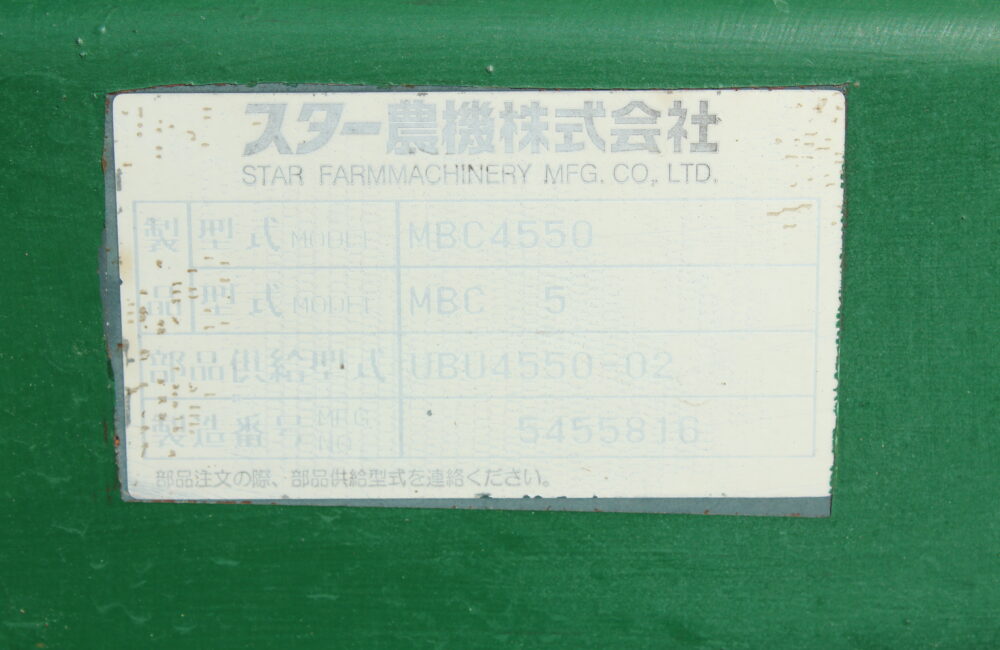 スター農機株式会社
STAR FARMMACHINERY MFG. CO., LTD.
製 型式 MODEL MBC4550
品 型式 MODEL MBC 5
部品供給型式 UBU4550-02
製造番号 MFG NO 5455816
部品注文の際、部品供給型式を連絡ください。